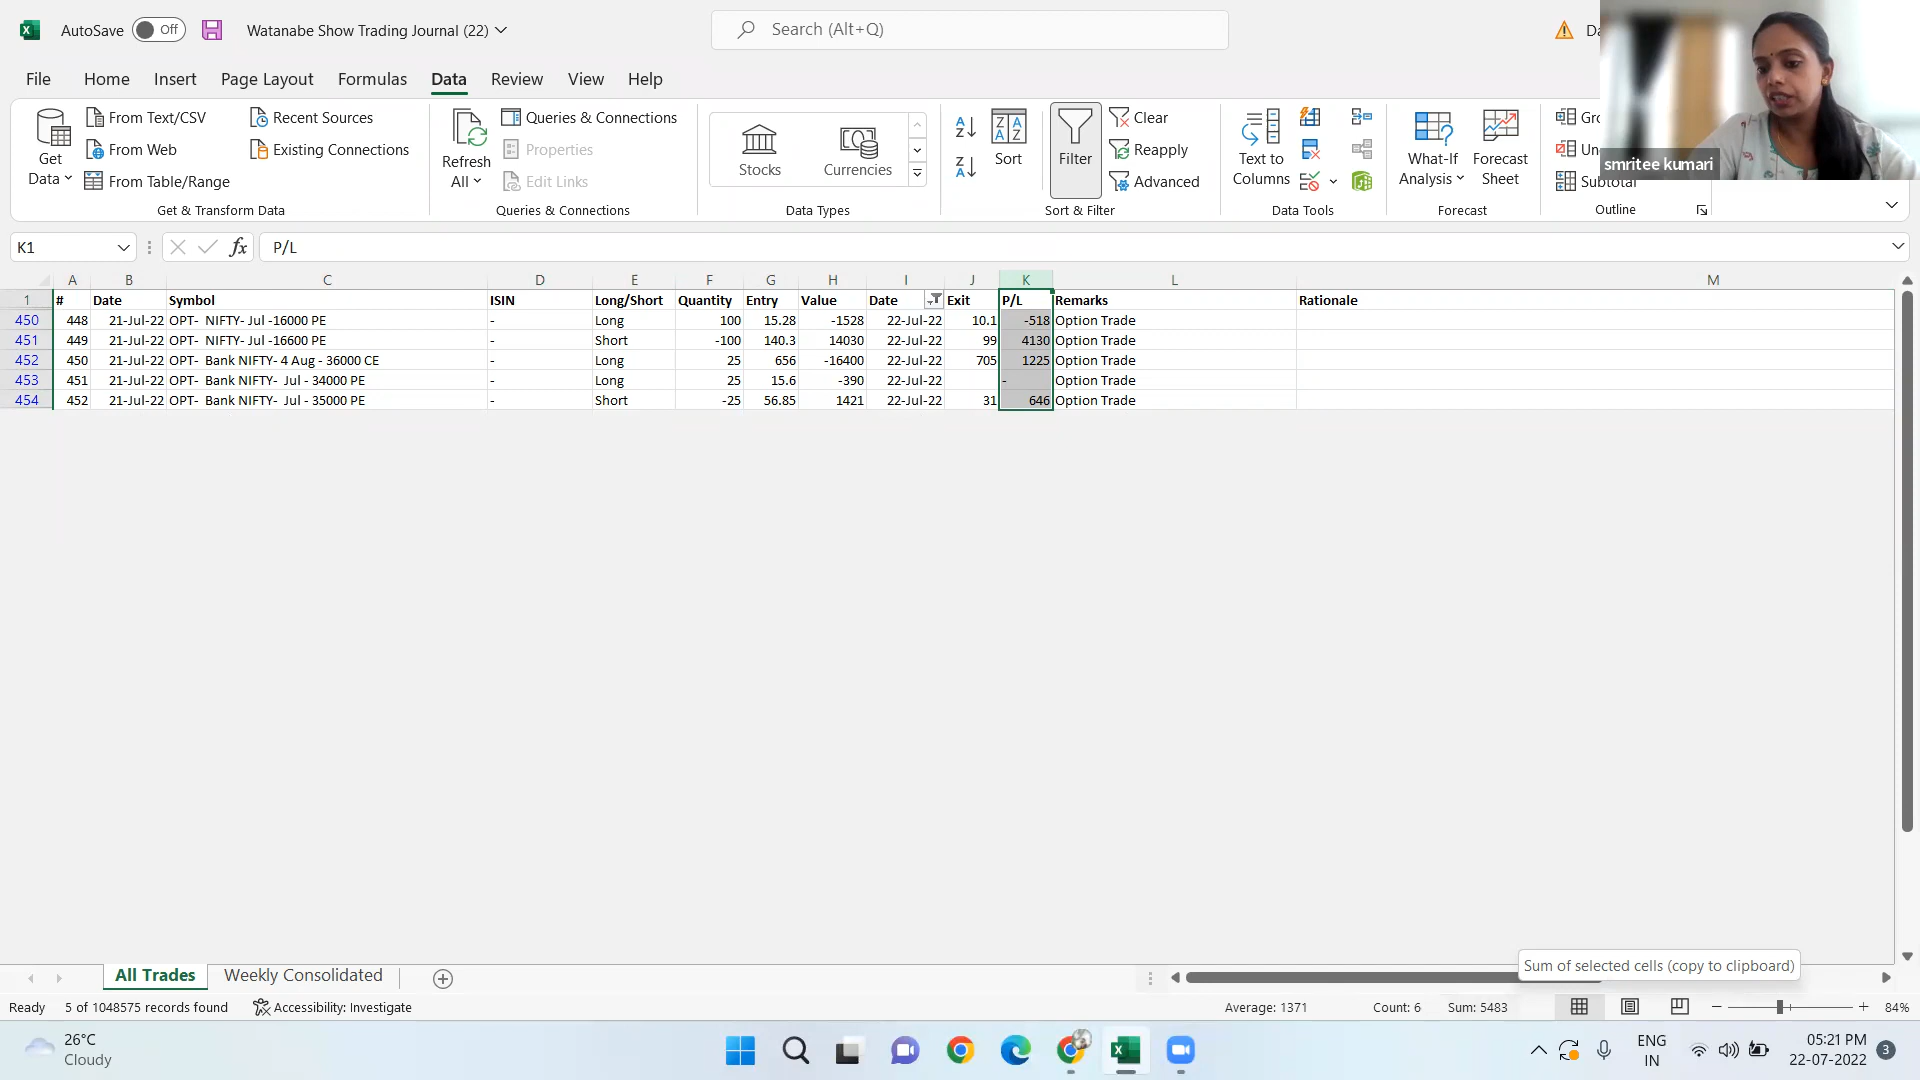 AutoSave Off Watanabe Show Trading Journal (22) Search (Alt+Q)
File Home Insert Page Layout Formulas Data Review View Help
Get Data
From Text/CSV
From Web
From Table/Range
Recent Sources
Existing Connections
Get & Transform Data
Refresh All
Queries & Connections
Properties
Edit Links
Queries & Connections
Stocks Currencies
Data Types
Sort
Filter
Clear
Reapply
Advanced
Sort & Filter
Text to Columns
Data Tools
What-If Analysis
Forecast Sheet
Forecast
Subtotal
Outline
smritee kumari
K1 fx P/L
A B C D E F G H I J K L M
1 # Date Symbol ISIN Long/Short Quantity Entry Value Date Exit P/L Remarks Rationale
450 448 21-Jul-22 OPT- NIFTY- Jul -16000 PE - Long 100 15.28 -1528 22-Jul-22 10.1 -518 Option Trade
451 449 21-Jul-22 OPT- NIFTY- Jul -16600 PE - Short -100 140.3 14030 22-Jul-22 99 4130 Option Trade
452 450 21-Jul-22 OPT- Bank NIFTY- 4 Aug - 36000 CE - Long 25 656 -16400 22-Jul-22 705 1225 Option Trade
453 451 21-Jul-22 OPT- Bank NIFTY- Jul - 34000 PE - Long 25 15.6 -390 22-Jul-22 - Option Trade
454 452 21-Jul-22 OPT- Bank NIFTY- Jul - 35000 PE - Short -25 56.85 1421 22-Jul-22 31 646 Option Trade
Sum of selected cells (copy to clipboard)
All Trades Weekly Consolidated
Ready 5 of 1048575 records found Accessibility: Investigate Average: 1371 Count: 6 Sum: 5483 84%
26°C
Cloudy
ENG
IN
05:21 PM
22-07-2022
3